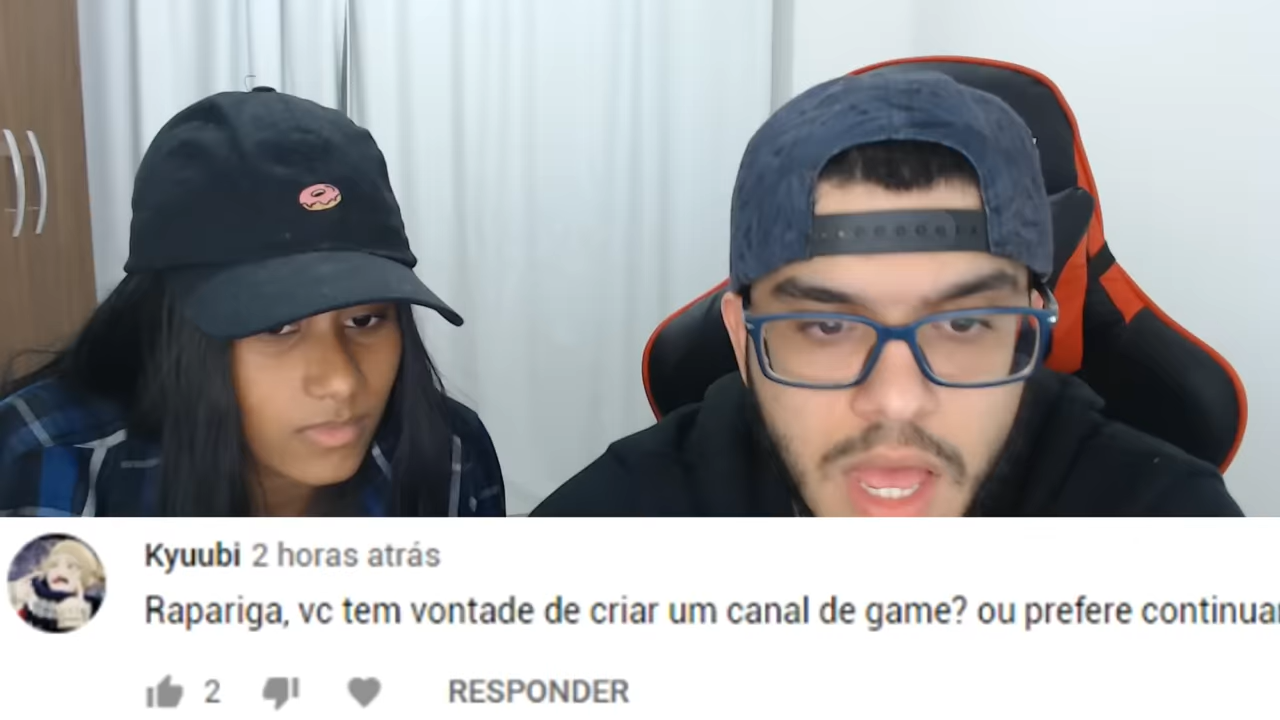 Kyuubi 2 horas atrás
Rapariga, vc tem vontade de criar um canal de game? ou prefere continuar
2 RESPONDER